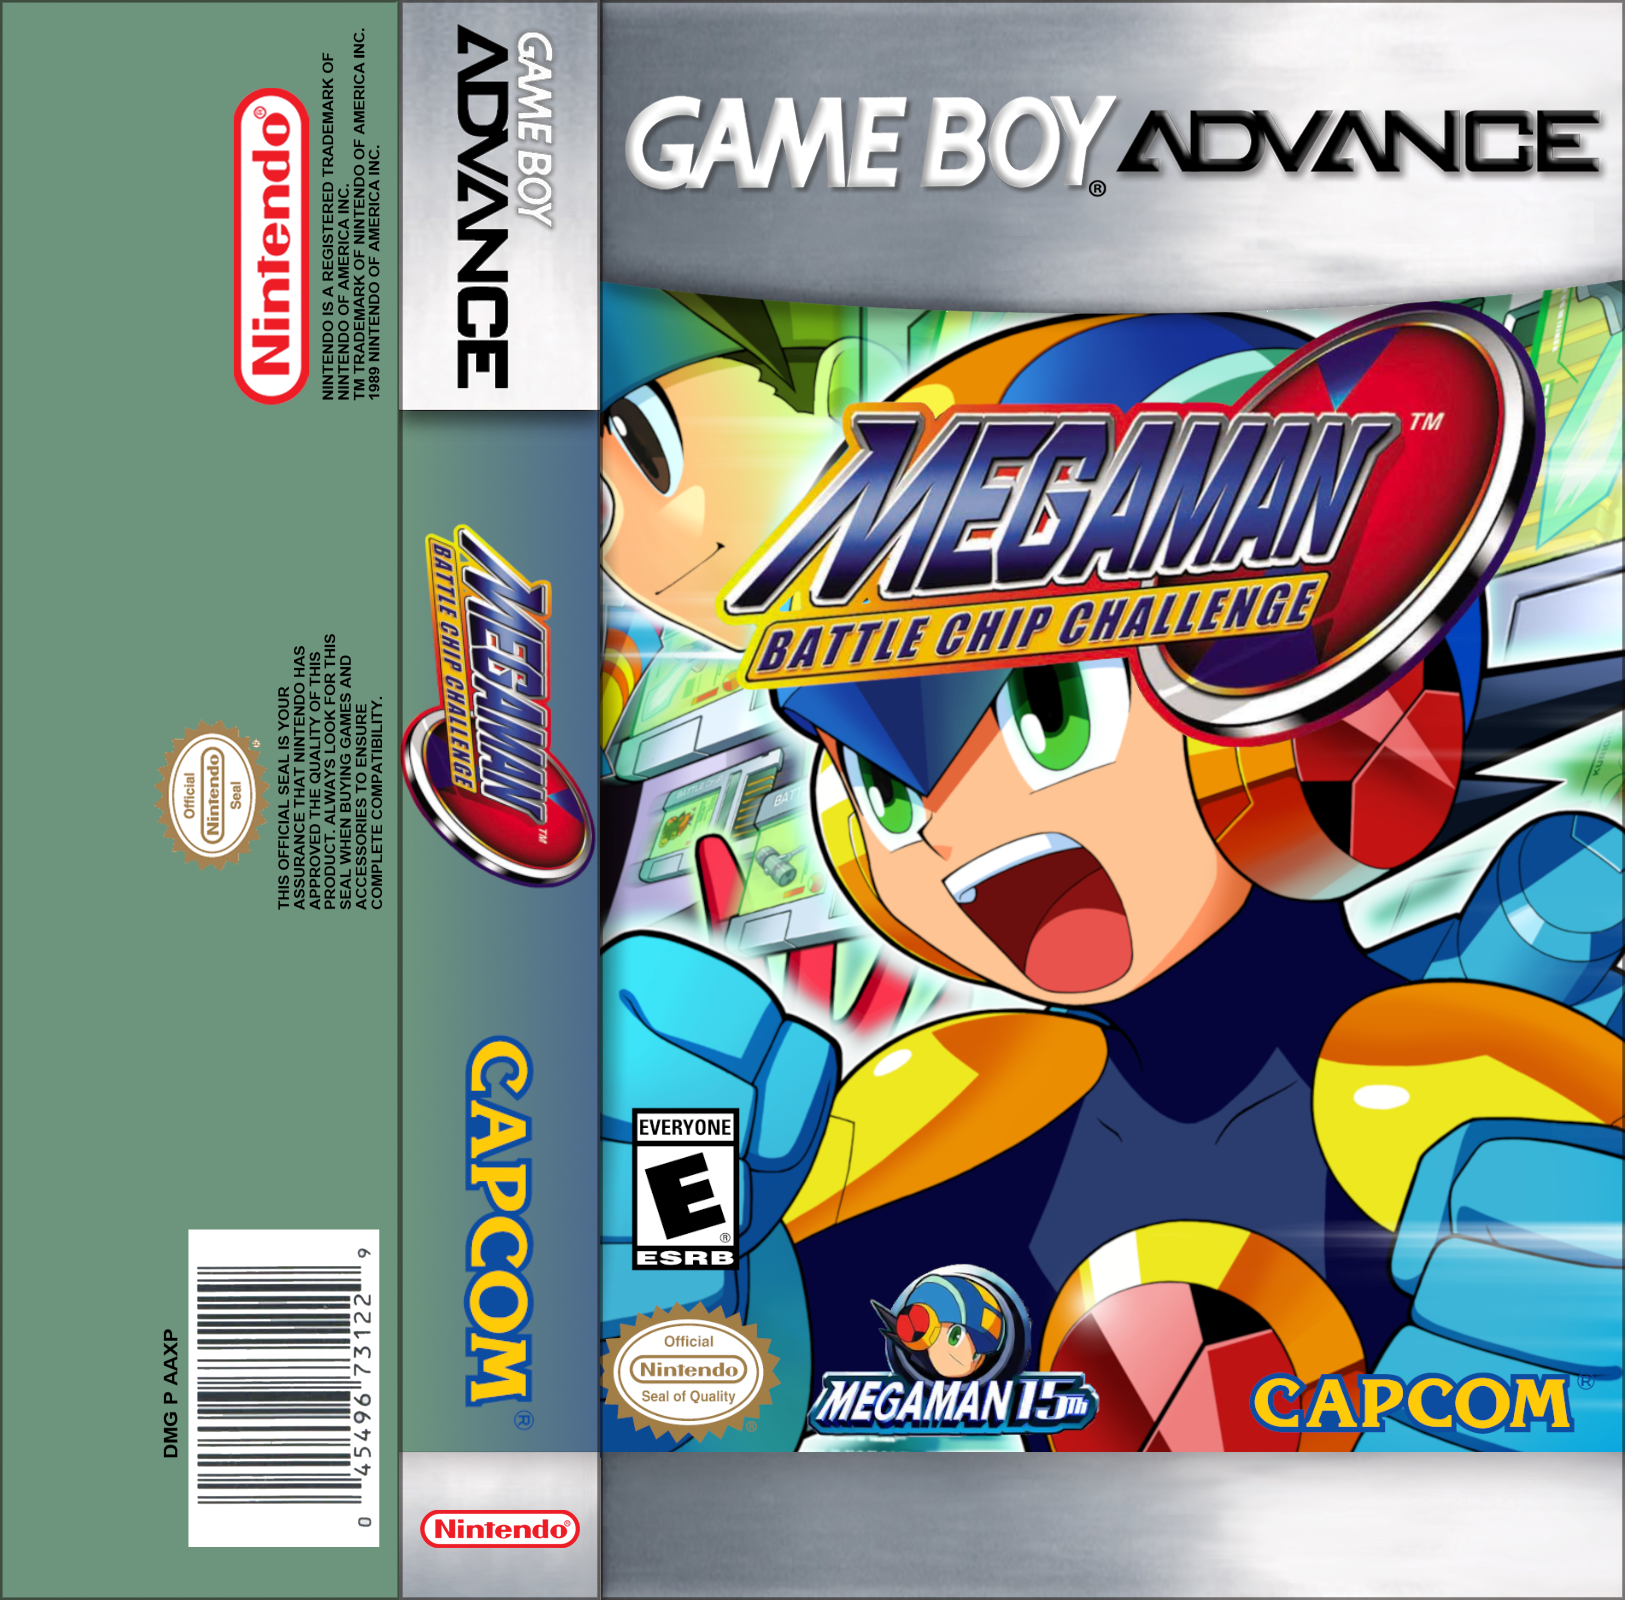 Nintendo®
NINTENDO IS A REGISTERED TRADEMARK OF
NINTENDO OF AMERICA INC.
TM TRADEMARK OF NINTENDO OF AMERICA INC.
1989 NINTENDO OF AMERICA INC.
Official
Nintendo
Seal
THIS OFFICIAL SEAL IS YOUR
ASSURANCE THAT NINTENDO HAS
APPROVED THE QUALITY OF THIS
PRODUCT. ALWAYS LOOK FOR THIS
SEAL WHEN BUYING GAMES AND
ACCESSORIES TO ENSURE
COMPLETE COMPATIBILITY.
DMG P AAXP
0 45496 73122 9
GAME BOY
ADVANCE
MEGAMAN™
BATTLE CHIP CHALLENGE
CAPCOM®
Nintendo®
GAME BOY® ADVANCE
MEGAMAN™
BATTLE CHIP CHALLENGE
EVERYONE
E®
ESRB
Official
Nintendo
Seal of Quality®
MEGAMAN 15th
CAPCOM®